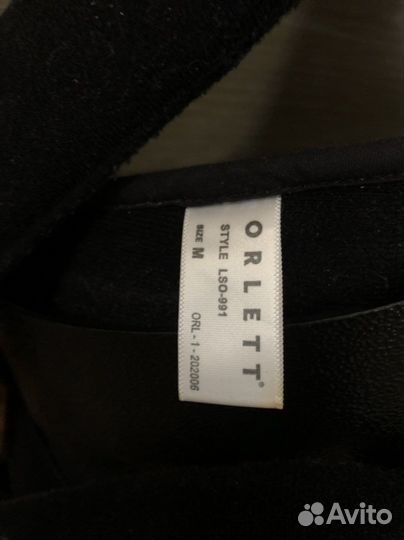 ORLETT®
STYLE LSO-991
SIZE M
ORL-1-202006
Avito